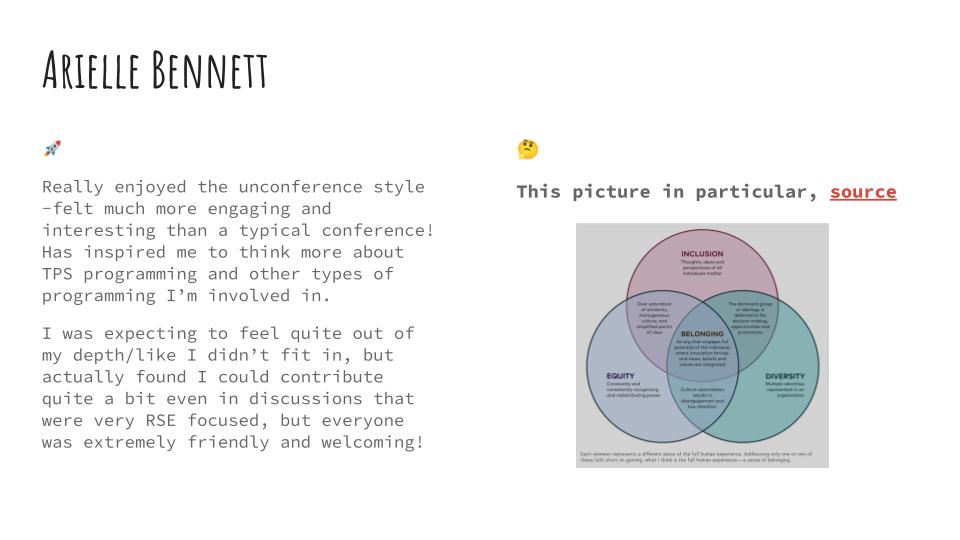 Arielle Bennett
🚀
Really enjoyed the unconference style
-felt much more engaging and
interesting than a typical conference!
Has inspired me to think more about
TPS programming and other types of
programming I'm involved in.
I was expecting to feel quite out of
my depth/like I didn't fit in, but
actually found I could contribute
quite a bit even in discussions that
were very RSE focused, but everyone
was extremely friendly and welcoming!
🤔
This picture in particular, source
INCLUSION
Thoughts, ideas and
perspectives of all
individuals matter
Over saturation
of similarity,
homogeneous
culture, and
amplified points
of view
The dominant group
or ideology is
deferred to for
decision-making,
opportunities and
promotions
BELONGING
An org that engages full
potential of the individual,
where innovation thrives,
and views, beliefs and
values are integrated
EQUITY
Constantly and
consistently recognizing
and redistributing power
DIVERSITY
Multiple identities
represented in an
organization
Culture assimilation
results in
disengagement and
low retention
Each element represents a different piece of the full human experience. Addressing only one or two of
these falls short on gaining, what I think is the full human experience—a sense of belonging.